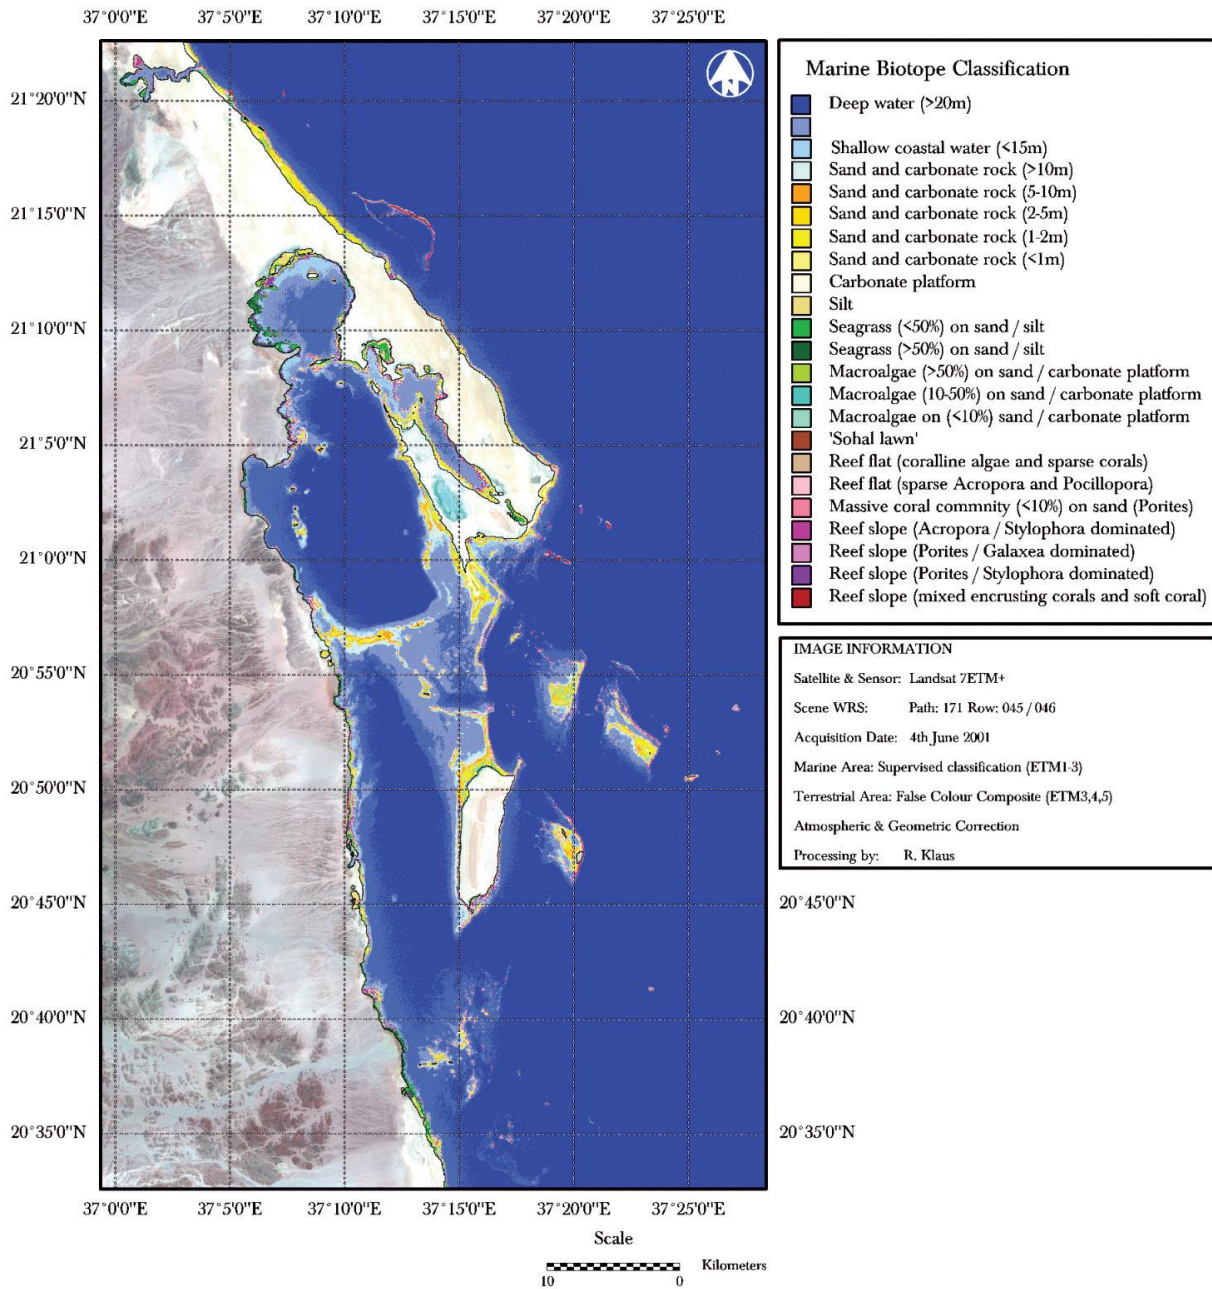 37°0'0"E 37°5'0"E 37°10'0"E 37°15'0"E 37°20'0"E 37°25'0"E
21°20'0"N
21°15'0"N
21°10'0"N
21°5'0"N
21°0'0"N
20°55'0"N
20°50'0"N
20°45'0"N
20°40'0"N
20°35'0"N
N
Marine Biotope Classification
Deep water (>20m)
Shallow coastal water (<15m)
Sand and carbonate rock (>10m)
Sand and carbonate rock (5-10m)
Sand and carbonate rock (2-5m)
Sand and carbonate rock (1-2m)
Sand and carbonate rock (<1m)
Carbonate platform
Silt
Seagrass (<50%) on sand / silt
Seagrass (>50%) on sand / silt
Macroalgae (>50%) on sand / carbonate platform
Macroalgae (10-50%) on sand / carbonate platform
Macroalgae on (<10%) sand / carbonate platform
'Sohal lawn'
Reef flat (coralline algae and sparse corals)
Reef flat (sparse Acropora and Pocillopora)
Massive coral commnity (<10%) on sand (Porites)
Reef slope (Acropora / Stylophora dominated)
Reef slope (Porites / Galaxea dominated)
Reef slope (Porites / Stylophora dominated)
Reef slope (mixed encrusting corals and soft coral)
IMAGE INFORMATION
Satellite & Sensor: Landsat 7ETM+
Scene WRS: Path: 171 Row: 045 / 046
Acquisition Date: 4th June 2001
Marine Area: Supervised classification (ETM1-3)
Terrestrial Area: False Colour Composite (ETM3,4,5)
Atmospheric & Geometric Correction
Processing by: R. Klaus
20°45'0"N
20°40'0"N
20°35'0"N
37°0'0"E 37°5'0"E 37°10'0"E 37°15'0"E 37°20'0"E 37°25'0"E
Scale
Kilometers
10 0